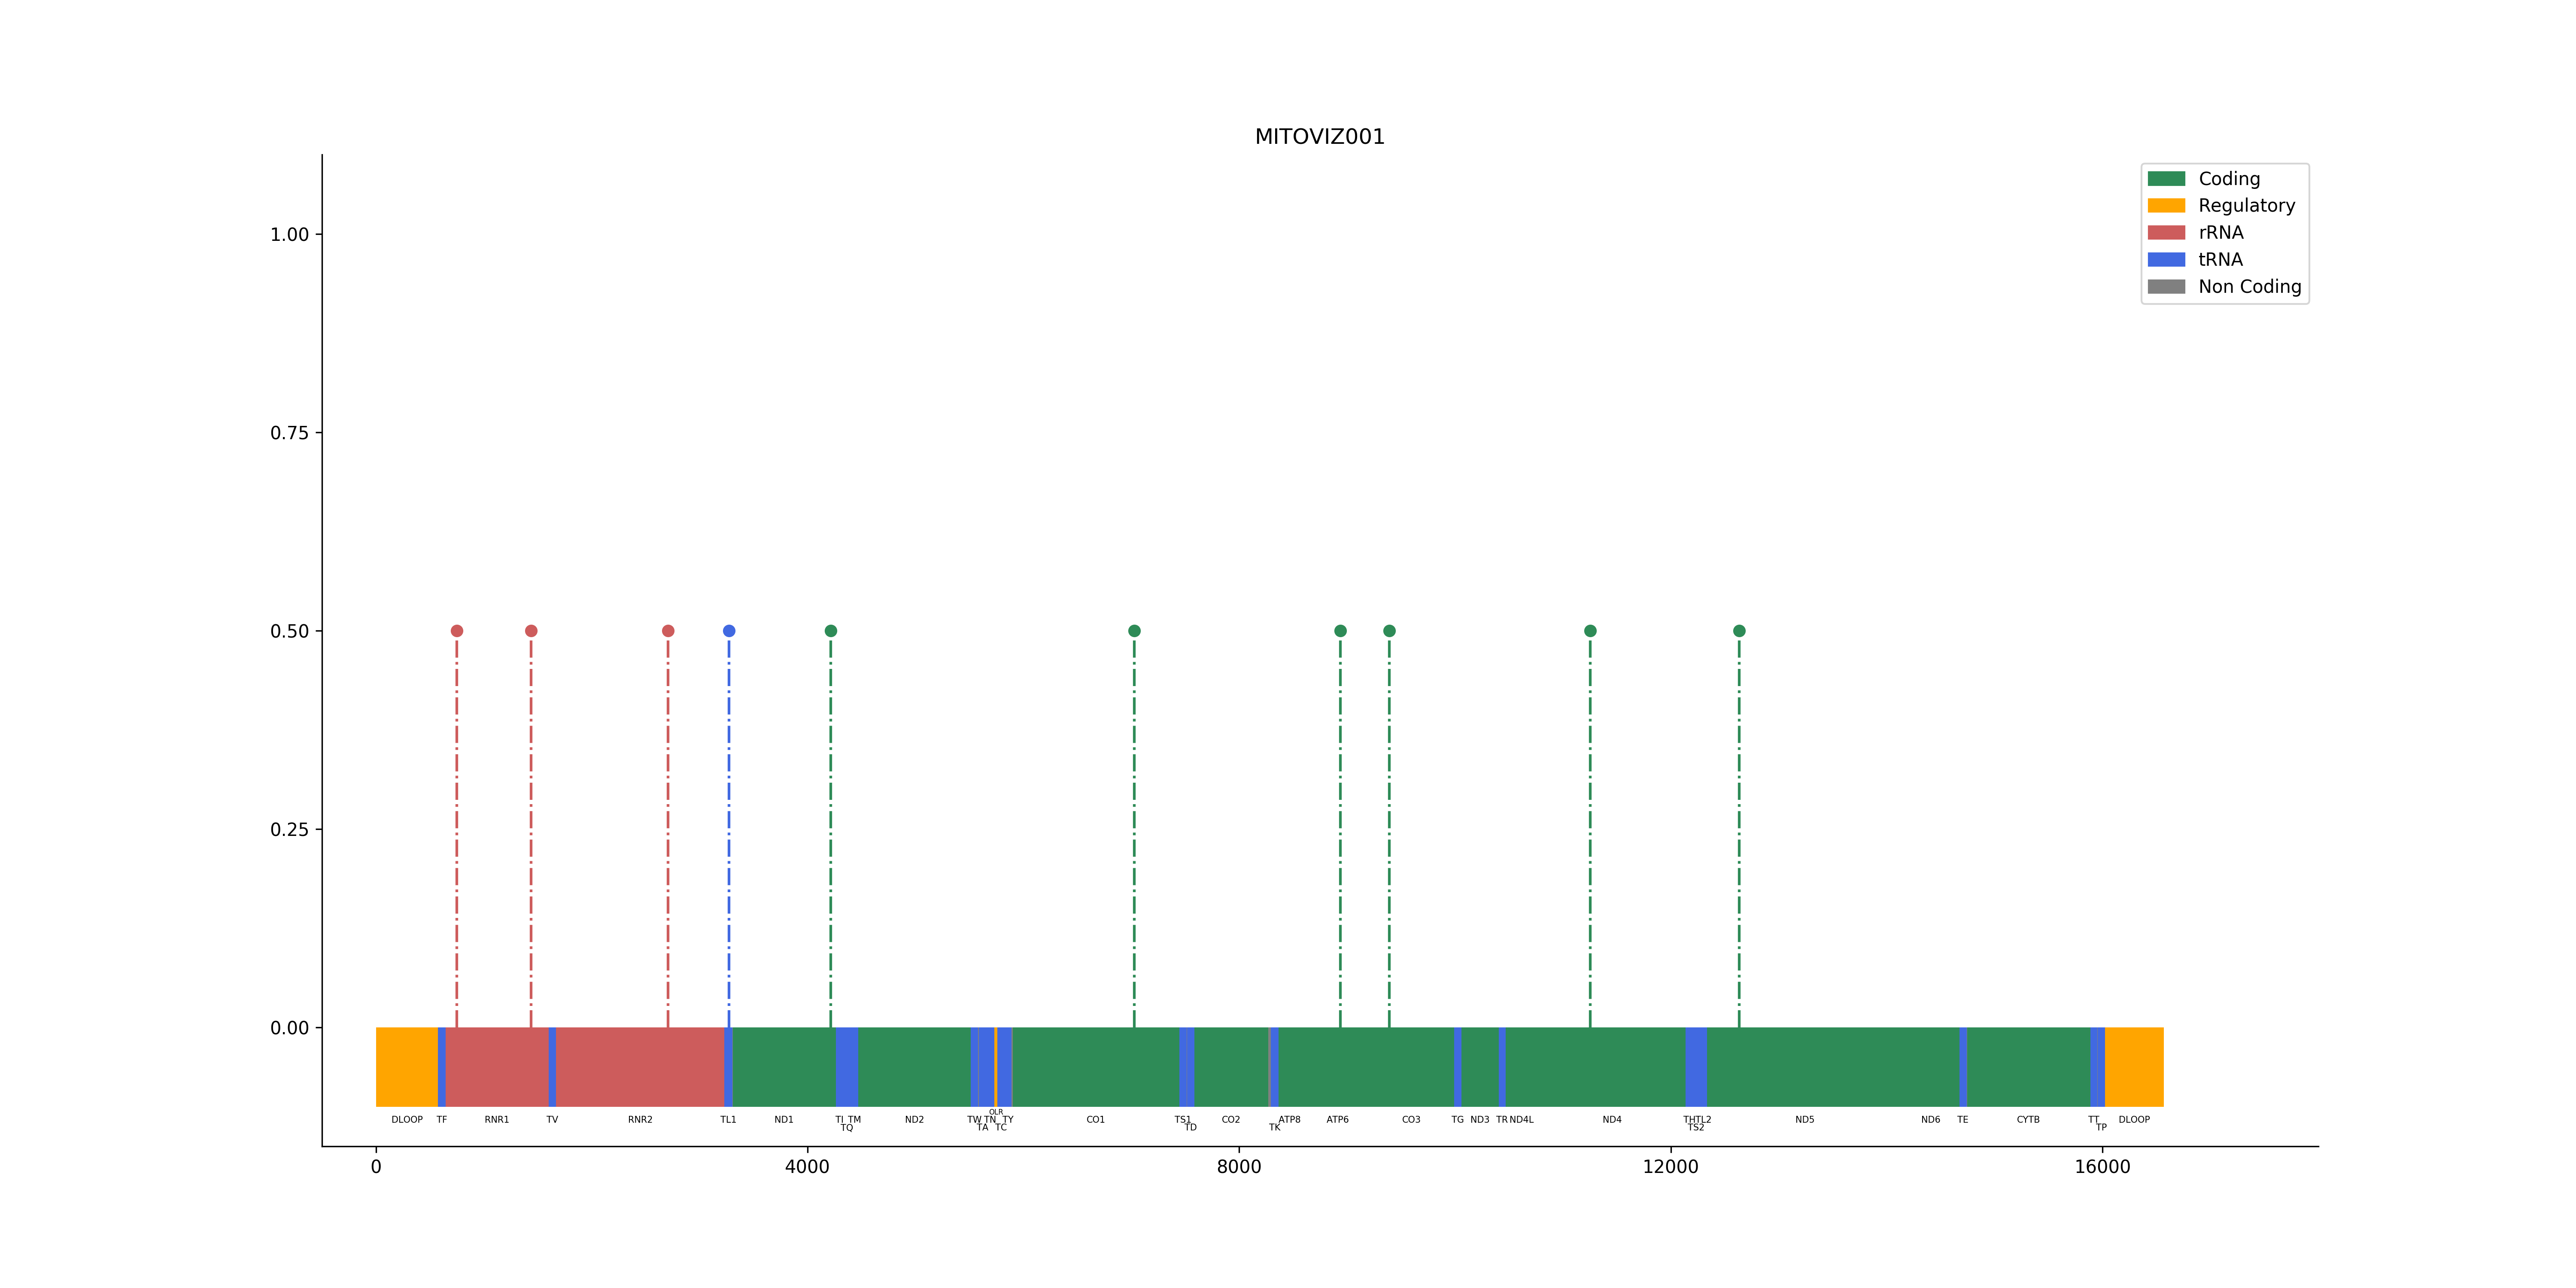 MITOVIZ001
Coding
Regulatory
rRNA
tRNA
Non Coding
1.00
0.75
0.50
0.25
0.00
OLR
DLOOP TF RNR1 TV RNR2 TL1 ND1 TI TM ND2 TW TN TY CO1 TS1 CO2 ATP8 ATP6 CO3 TG ND3 TR ND4L ND4 TH TL2 ND5 ND6 TE CYTB TT DLOOP
TQ TA TC TD TK TS2 TP
0 4000 8000 12000 16000